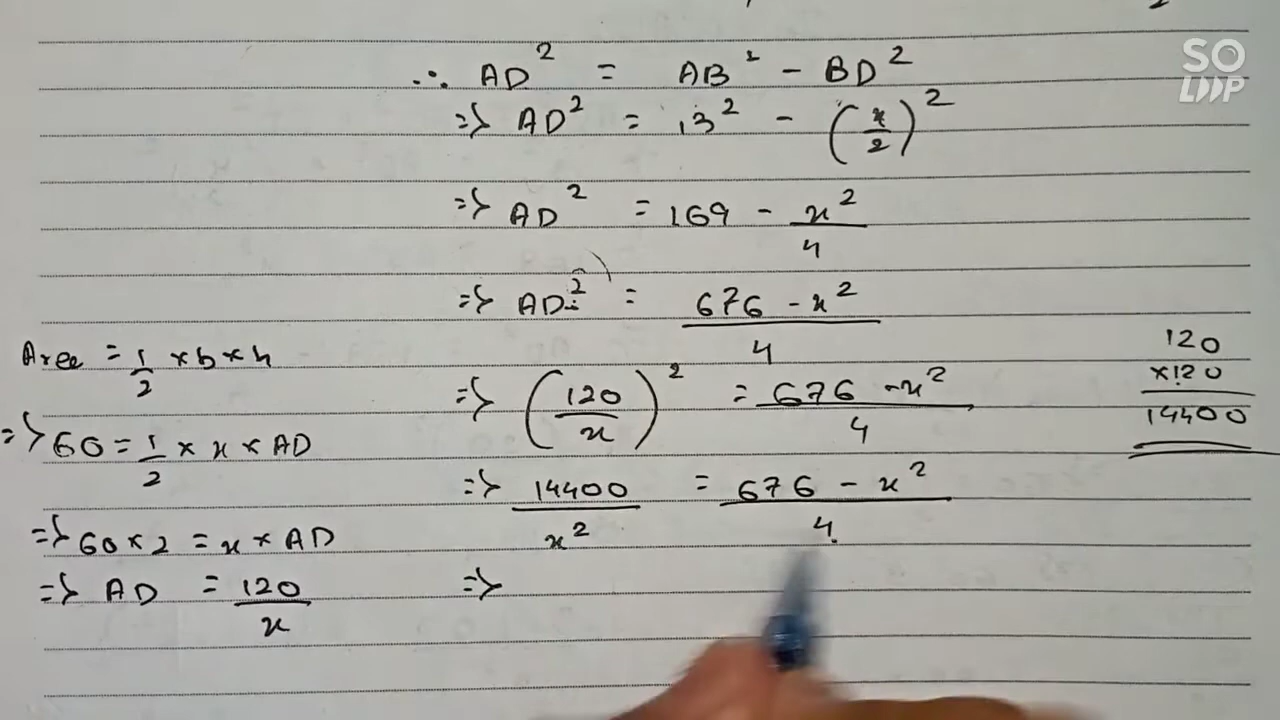 SO
LOOP
∴ AD² = AB² - BD²
=> AD² = 13² - (x/2)²
=> AD² = 169 - x²/4
=> AD² = 676 - x²/4
Area = 1/2 × b × h
=> 60 = 1/2 × x × AD
=> 60 × 2 = x × AD
=> AD = 120/x
=> (120/x)² = 676 - x²/4
=> 14400/x² = 676 - x²/4
=>
120
×120
14400